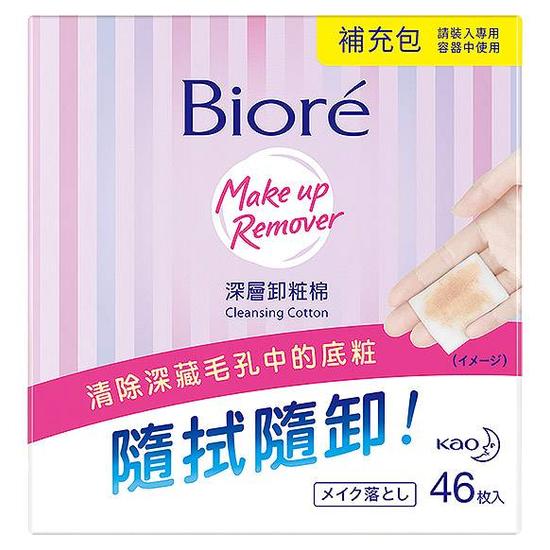 補充包
請裝入專用
容器中使用
Bioré
Make up
Remover
深層卸粧棉
Cleansing Cotton
(イメージ)
清除深藏毛孔中的底粧
隨拭隨卸!
Kao
メイク落とし
46枚入